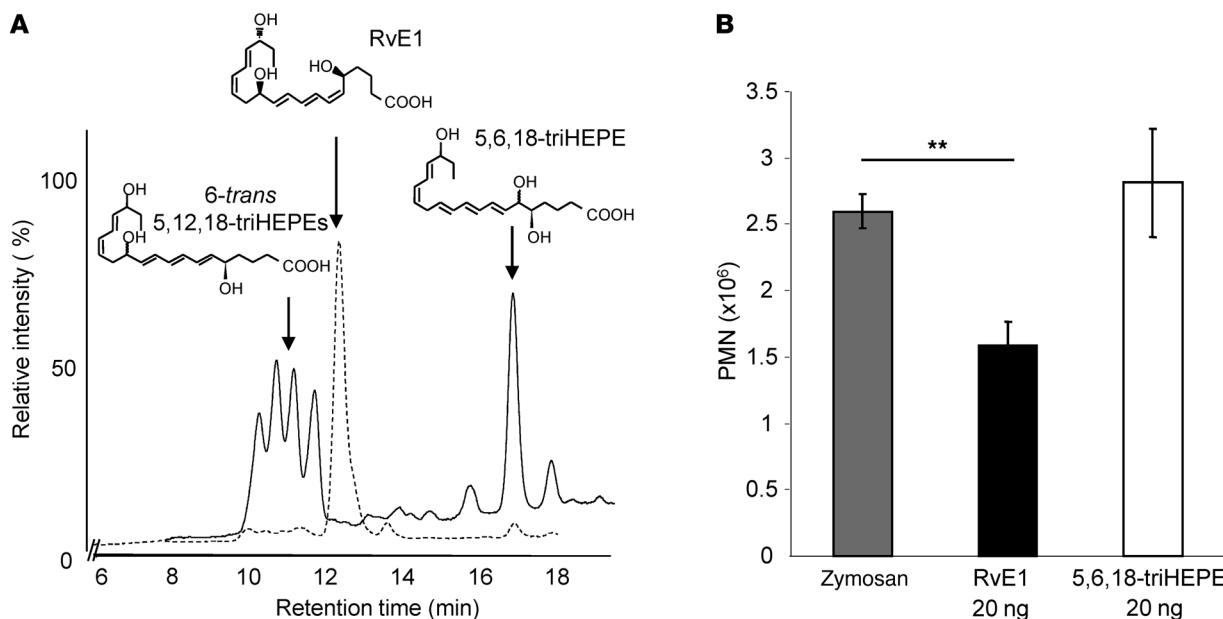 A
RvE1
OH
OH
HO
COOH
5,6,18-triHEPE
OH
OH
OH
COOH
6-trans
5,12,18-triHEPEs
OH
OH
OH
COOH
Relative intensity ( %)
100
50
0
6 8 10 12 14 16 18
Retention time (min)
B
PMN (x10⁶)
3.5
3
2.5
2
1.5
1
0.5
0
**
Zymosan RvE1 5,6,18-triHEPE
20 ng 20 ng